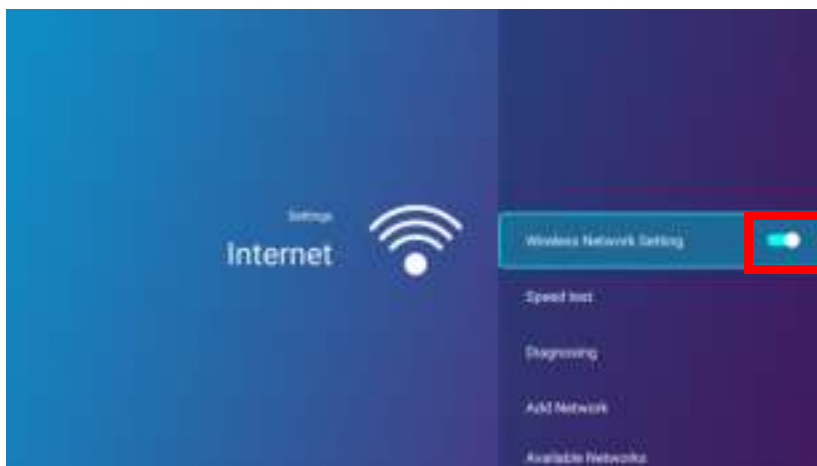 Settings
Internet
Wireless Network Setting
Speed test
Diagnosing
Add Network
Available Networks